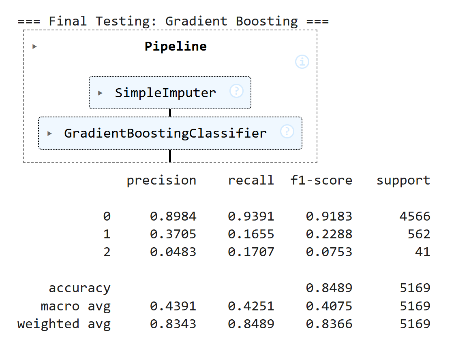 === Final Testing: Gradient Boosting ===
Pipeline
SimpleImputer
GradientBoostingClassifier
precision recall f1-score support
0 0.8984 0.9391 0.9183 4566
1 0.3705 0.1655 0.2288 562
2 0.0483 0.1707 0.0753 41
accuracy 0.8489 5169
macro avg 0.4391 0.4251 0.4075 5169
weighted avg 0.8343 0.8489 0.8366 5169